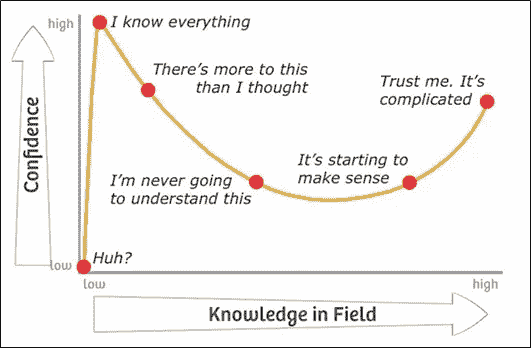 high
I know everything
There's more to this
than I thought
Trust me. It's
complicated
Confidence
I'm never going
to understand this
It's starting to
make sense
Huh?
low
low
high
Knowledge in Field